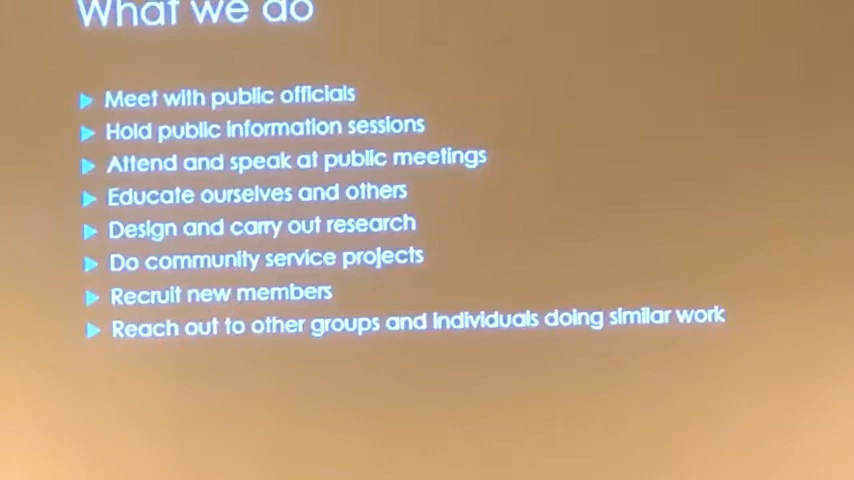 What we do
Meet with public officials
Hold public information sessions
Attend and speak at public meetings
Educate ourselves and others
Design and carry out research
Do community service projects
Recruit new members
Reach out to other groups and individuals doing similar work